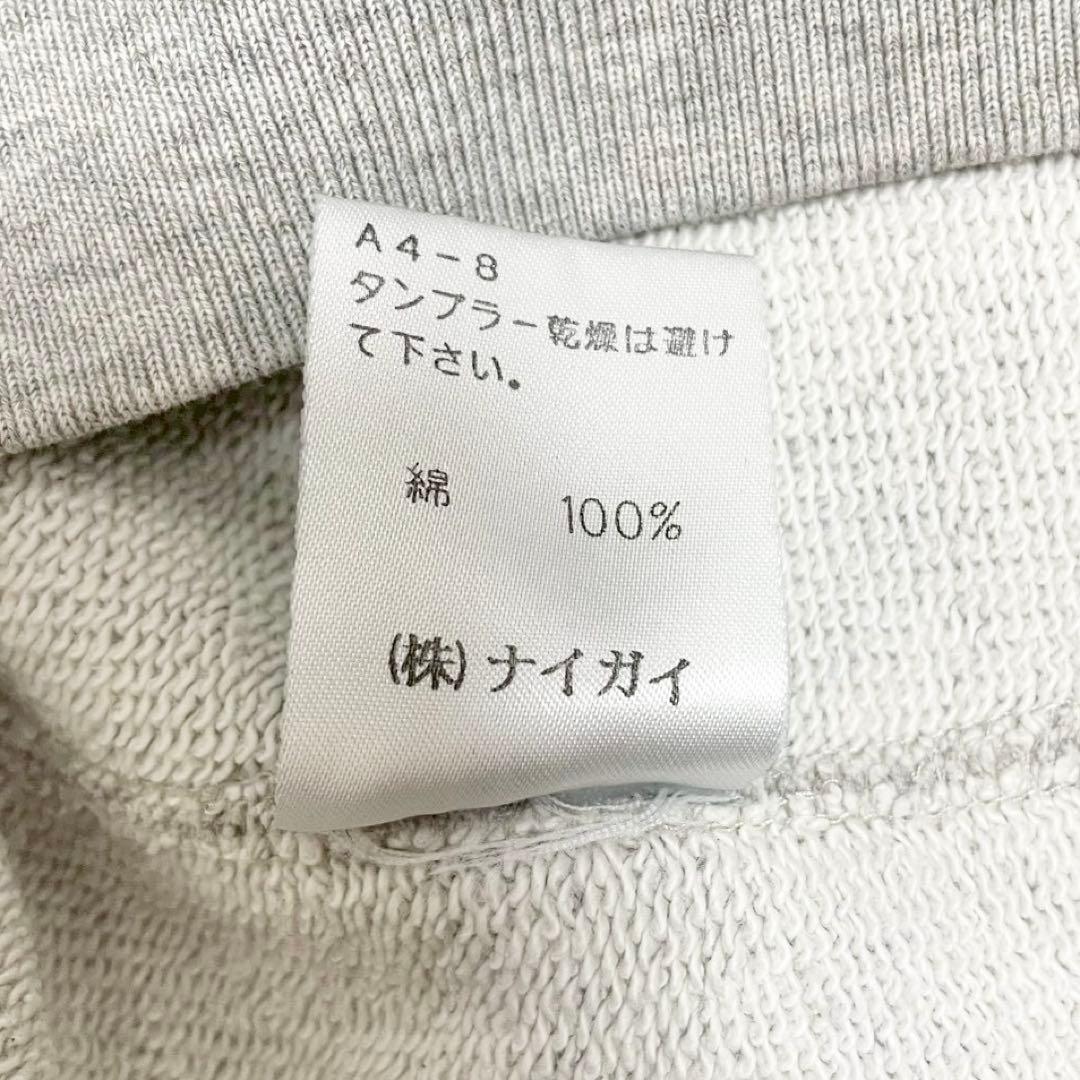 A4-8
タンブラー乾燥は避け
て下さい。
綿 100%
(株)ナイガイ